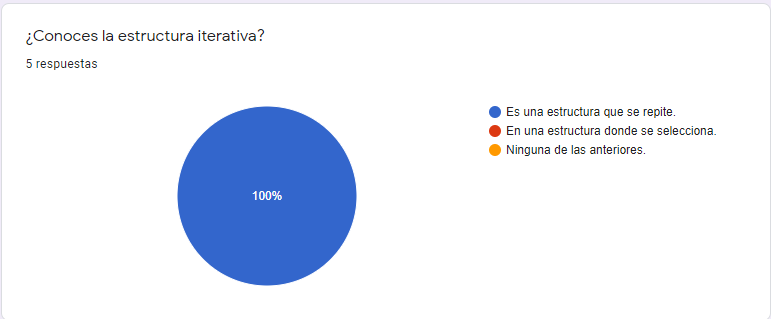 ¿Conoces la estructura iterativa?
5 respuestas
100%
Es una estructura que se repite.
En una estructura donde se selecciona.
Ninguna de las anteriores.